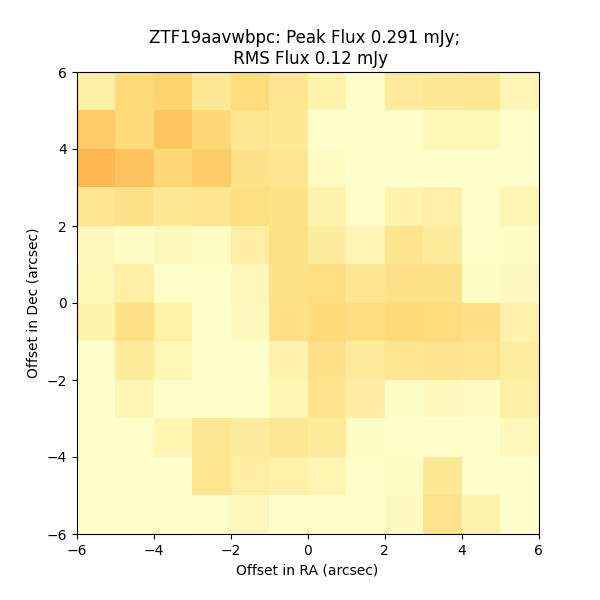 ZTF19aavwbpc: Peak Flux 0.291 mJy;
RMS Flux 0.12 mJy
6
4
2
0
−2
−4
−6
Offset in Dec (arcsec)
−6 −4 −2 0 2 4 6
Offset in RA (arcsec)